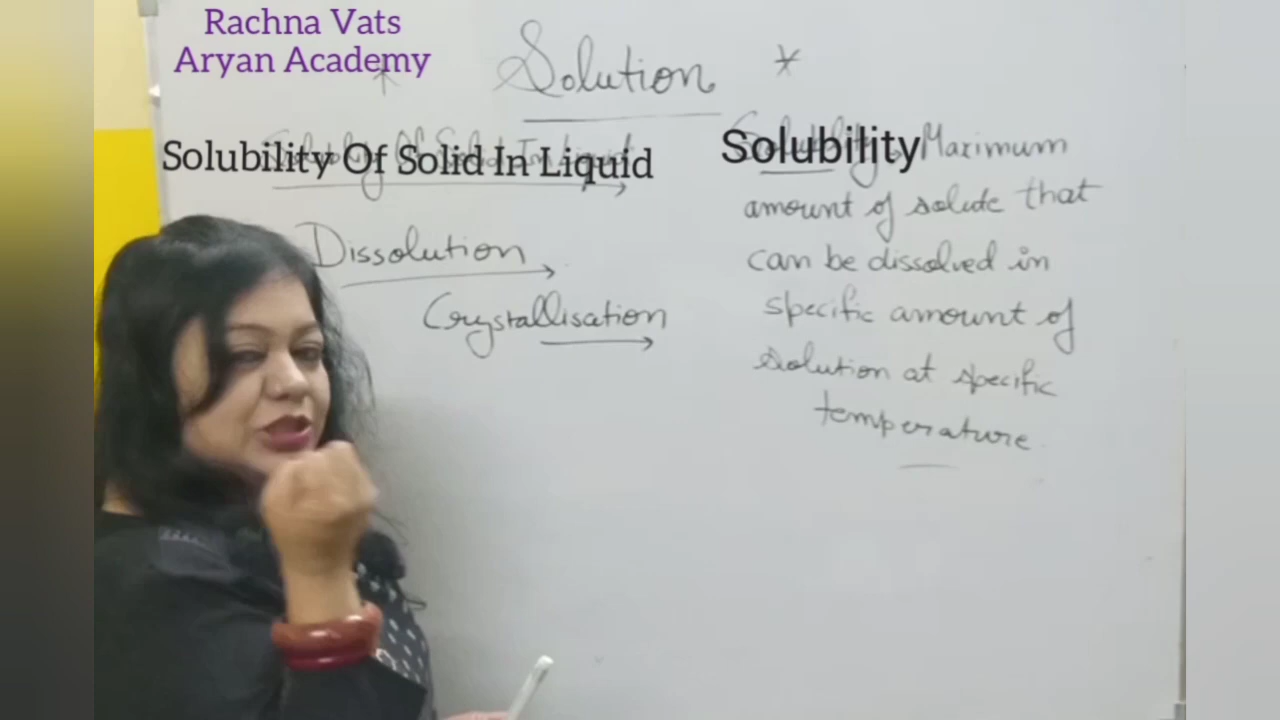 Rachna Vats
Aryan Academy
Solution *
Solubility Of Solid In Liquid
Dissolution
Crystallisation
Solubility Maximum
amount of solute that
can be dissolved in
specific amount of
solution at specific
temperature